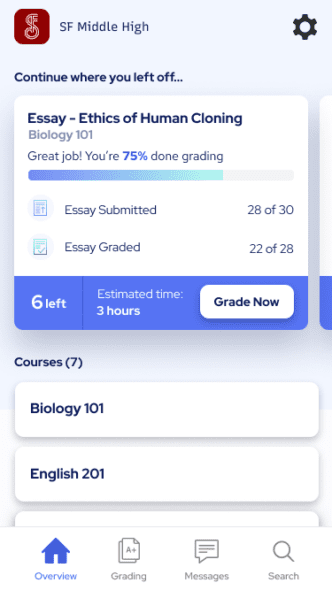 SF Middle High
Continue where you left off...
Essay - Ethics of Human Cloning
Biology 101
Great job! You're 75% done grading
Essay Submitted 28 of 30
Essay Graded 22 of 28
6 left
Estimated time:
3 hours
Grade Now
Courses (7)
Biology 101
English 201
A+
Overview Grading Messages Search